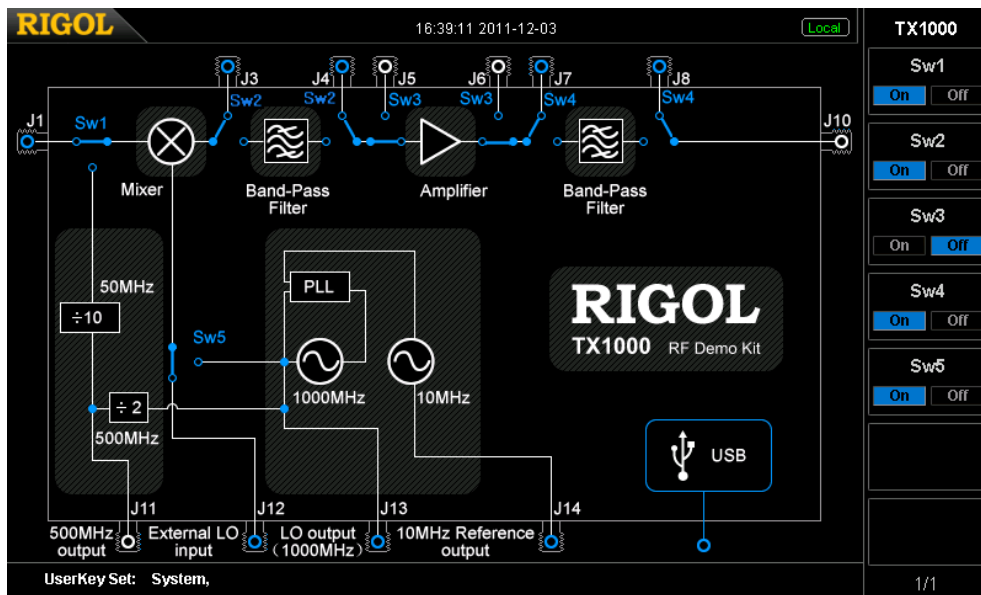 RIGOL
16:39:11 2011-12-03
Local
TX1000
J3
J4
J5
J6
J7
J8
Sw2
Sw2
Sw3
Sw3
Sw4
Sw4
J1
Sw1
J10
Mixer
Band-Pass
Filter
Amplifier
Band-Pass
Filter
50MHz
÷10
PLL
Sw5
1000MHz
10MHz
÷ 2
500MHz
RIGOL
TX1000 RF Demo Kit
USB
J11
J12
J13
J14
500MHz
output
External LO
input
LO output
(1000MHz)
10MHz Reference
output
UserKey Set: System,
Sw1
On Off
Sw2
On Off
Sw3
On Off
Sw4
On Off
Sw5
On Off
1/1